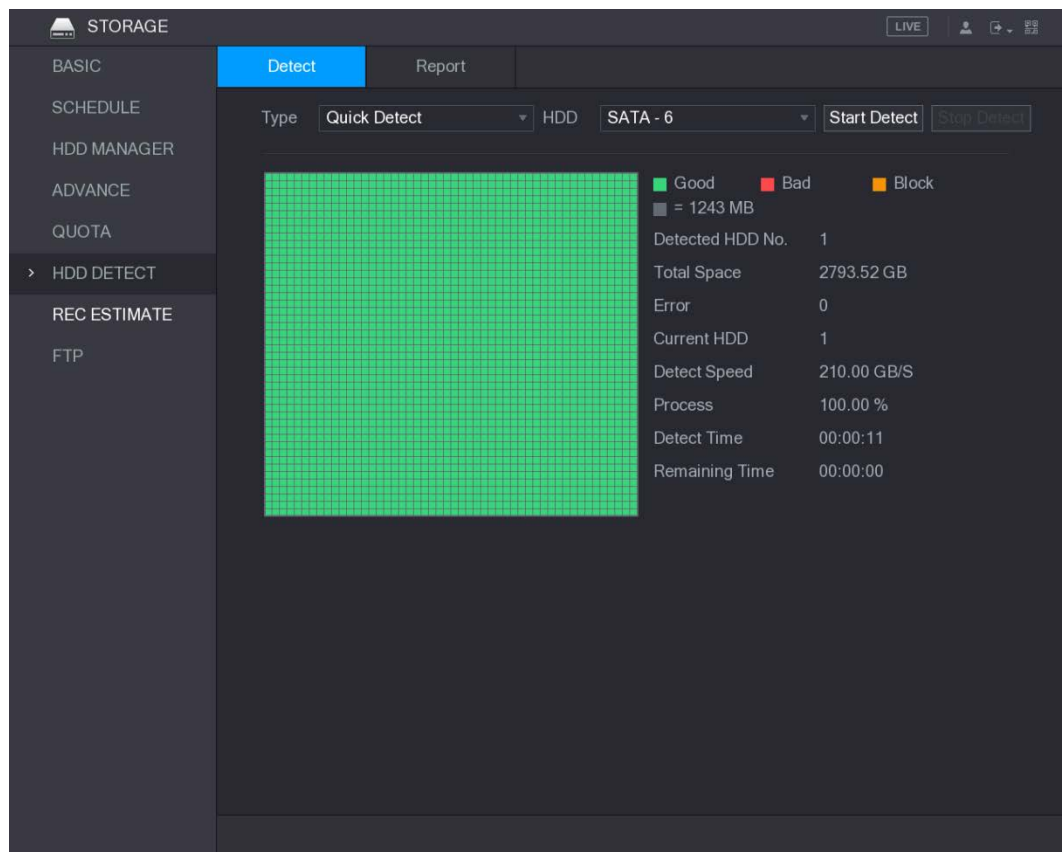 STORAGE
LIVE
BASIC
SCHEDULE
HDD MANAGER
ADVANCE
QUOTA
HDD DETECT
REC ESTIMATE
FTP
Detect Report
Type Quick Detect HDD SATA - 6 Start Detect Stop Detect
Good Bad Block
= 1243 MB
Detected HDD No. 1
Total Space 2793.52 GB
Error 0
Current HDD 1
Detect Speed 210.00 GB/S
Process 100.00 %
Detect Time 00:00:11
Remaining Time 00:00:00